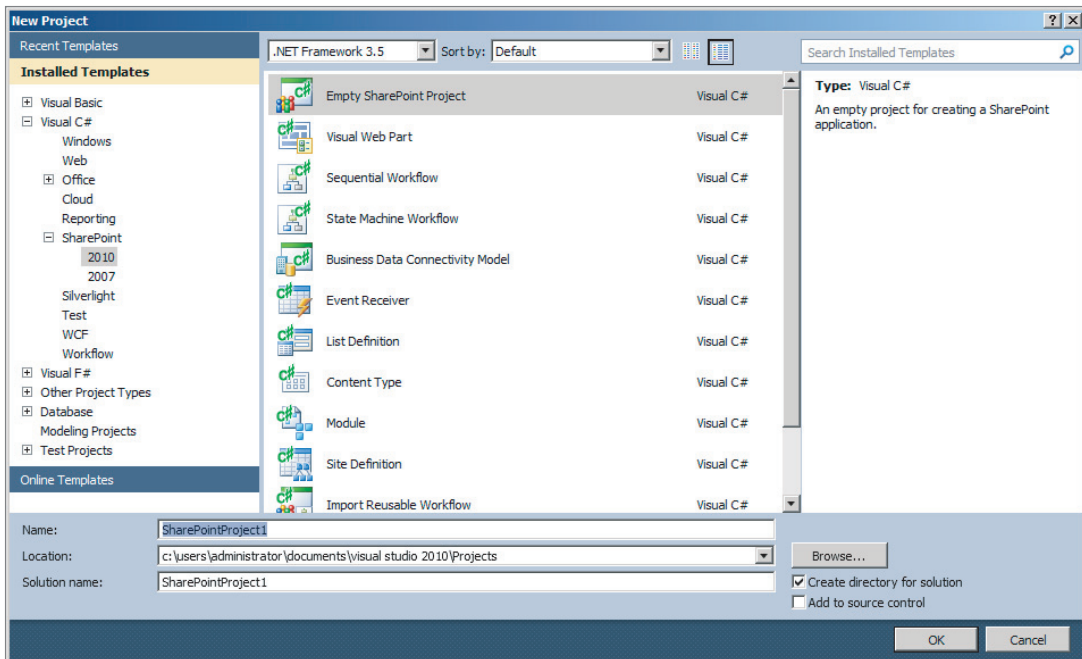 New Project
Recent Templates
Installed Templates
Visual Basic
Visual C#
Windows
Web
Office
Cloud
Reporting
SharePoint
2010
2007
Silverlight
Test
WCF
Workflow
Visual F#
Other Project Types
Database
Modeling Projects
Test Projects
Online Templates
.NET Framework 3.5 Sort by: Default
Empty SharePoint Project Visual C#
Visual Web Part Visual C#
Sequential Workflow Visual C#
State Machine Workflow Visual C#
Business Data Connectivity Model Visual C#
Event Receiver Visual C#
List Definition Visual C#
Content Type Visual C#
Module Visual C#
Site Definition Visual C#
Import Reusable Workflow Visual C#
Search Installed Templates
Type: Visual C#
An empty project for creating a SharePoint
application.
Name: SharePointProject1
Location: c:\users\administrator\documents\visual studio 2010\Projects Browse...
Solution name: SharePointProject1
Create directory for solution
Add to source control
OK Cancel